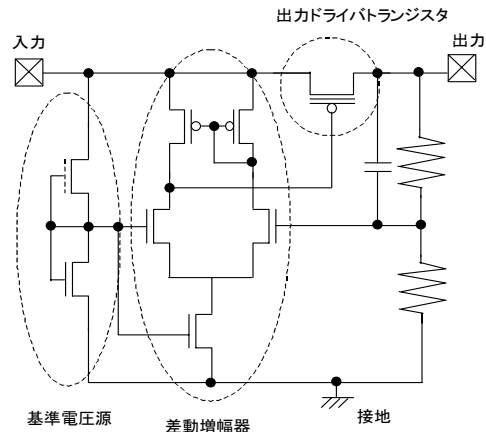 出力ドライバトランジスタ
入力
出力
基準電圧源
差動増幅器
接地